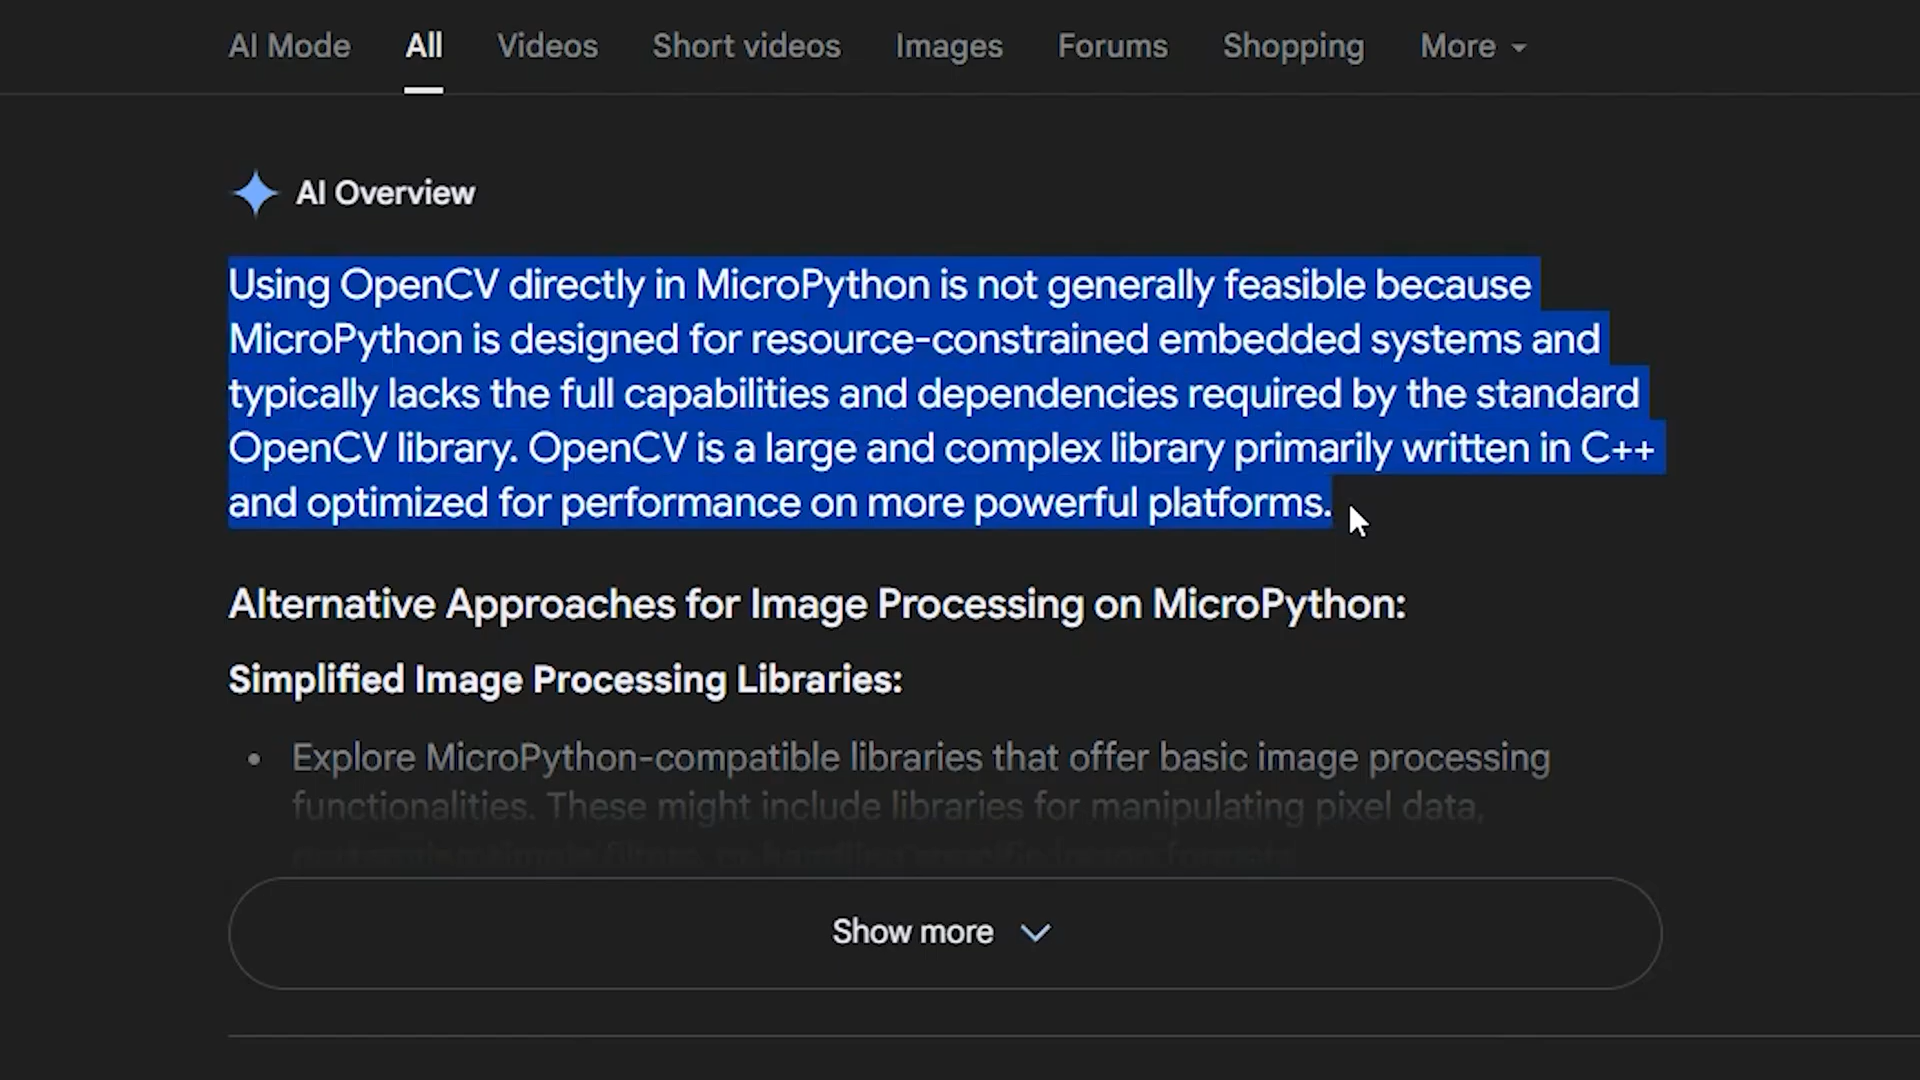 AI Mode All Videos Short videos Images Forums Shopping More
AI Overview
Using OpenCV directly in MicroPython is not generally feasible because
MicroPython is designed for resource-constrained embedded systems and
typically lacks the full capabilities and dependencies required by the standard
OpenCV library. OpenCV is a large and complex library primarily written in C++
and optimized for performance on more powerful platforms.
Alternative Approaches for Image Processing on MicroPython:
Simplified Image Processing Libraries:
• Explore MicroPython-compatible libraries that offer basic image processing
functionalities. These might include libraries for manipulating pixel data,
Show more